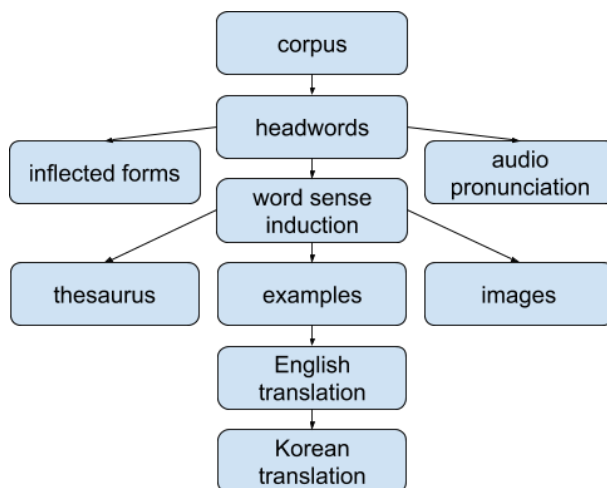 corpus
headwords
inflected forms
audio
pronunciation
word sense
induction
thesaurus
examples
images
English
translation
Korean
translation